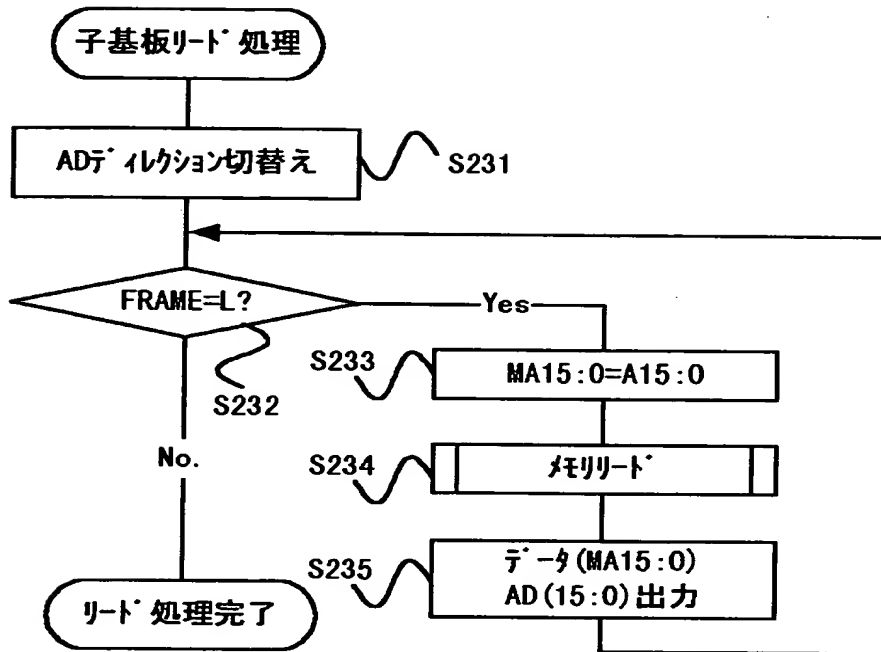 子基板ﾘｰﾄﾞ処理
ADﾃﾞｨﾚｸｼｮﾝ切替え
S231
FRAME=L?
Yes
S232
S233
MA15:0=A15:0
No.
S234
ﾒﾓﾘﾘｰﾄﾞ
S235
ﾃﾞｰﾀ(MA15:0)
AD(15:0)出力
ﾘｰﾄﾞ処理完了